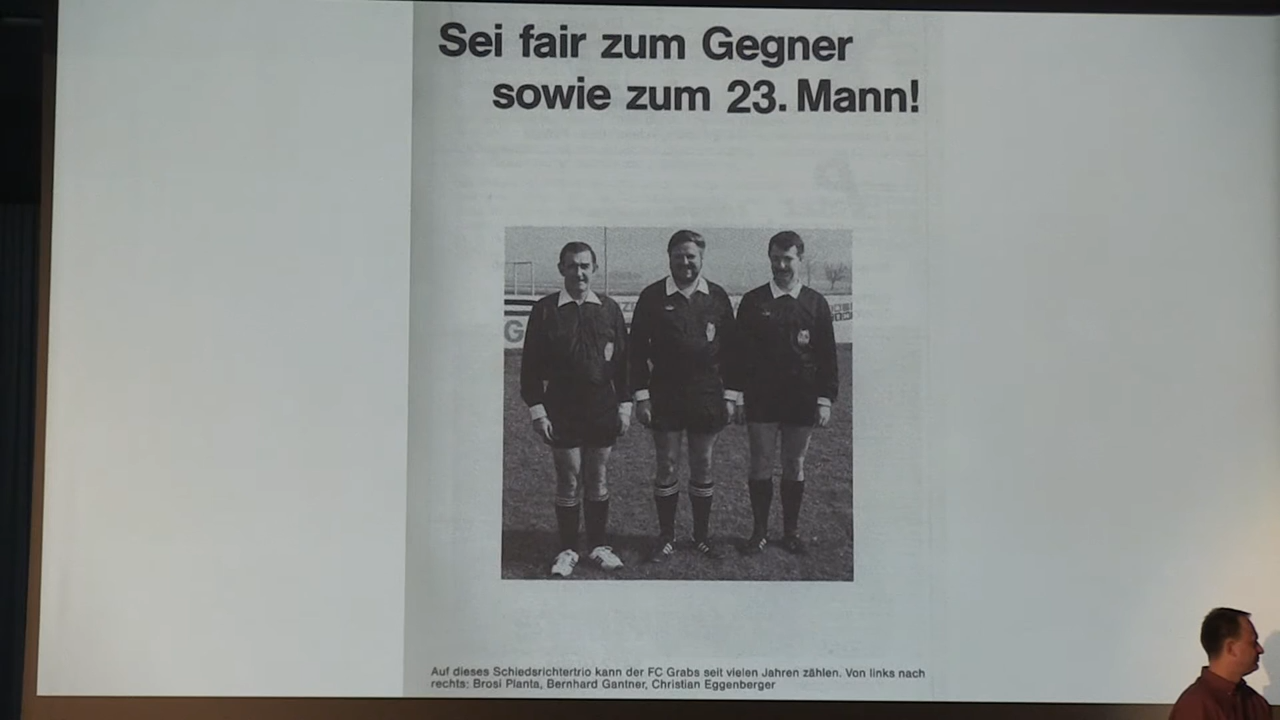 Sei fair zum Gegner
sowie zum 23. Mann!
G
Auf dieses Schiedsrichtertrio kann der FC Grabs seit vielen Jahren zählen. Von links nach
rechts: Brosi Planta, Bernhard Gantner, Christian Eggenberger